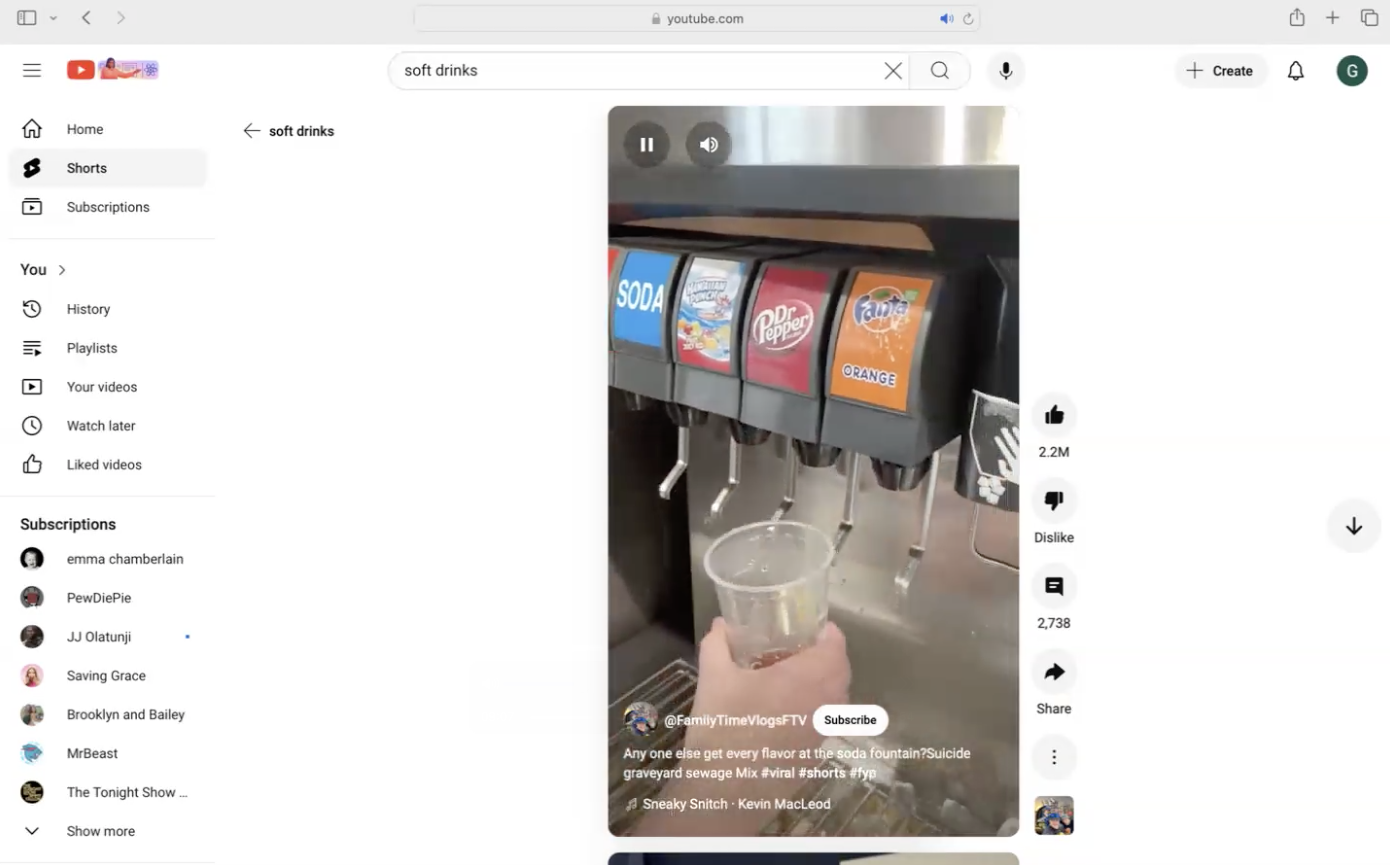 youtube.com
soft drinks
Create
G
Home
soft drinks
Shorts
Subscriptions
You
History
Playlists
Your videos
Watch later
Liked videos
Subscriptions
emma chamberlain
PewDiePie
JJ Olatunji
Saving Grace
Brooklyn and Bailey
MrBeast
The Tonight Show ...
Show more
SODA
HAWAIIAN PUNCH
Dr Pepper
Fanta
ORANGE
2.2M
Dislike
2,738
Share
@FamilyTimeVlogsFTV Subscribe
Any one else get every flavor at the soda fountain?Suicide
graveyard sewage Mix #viral #shorts #fyp
Sneaky Snitch · Kevin MacLeod